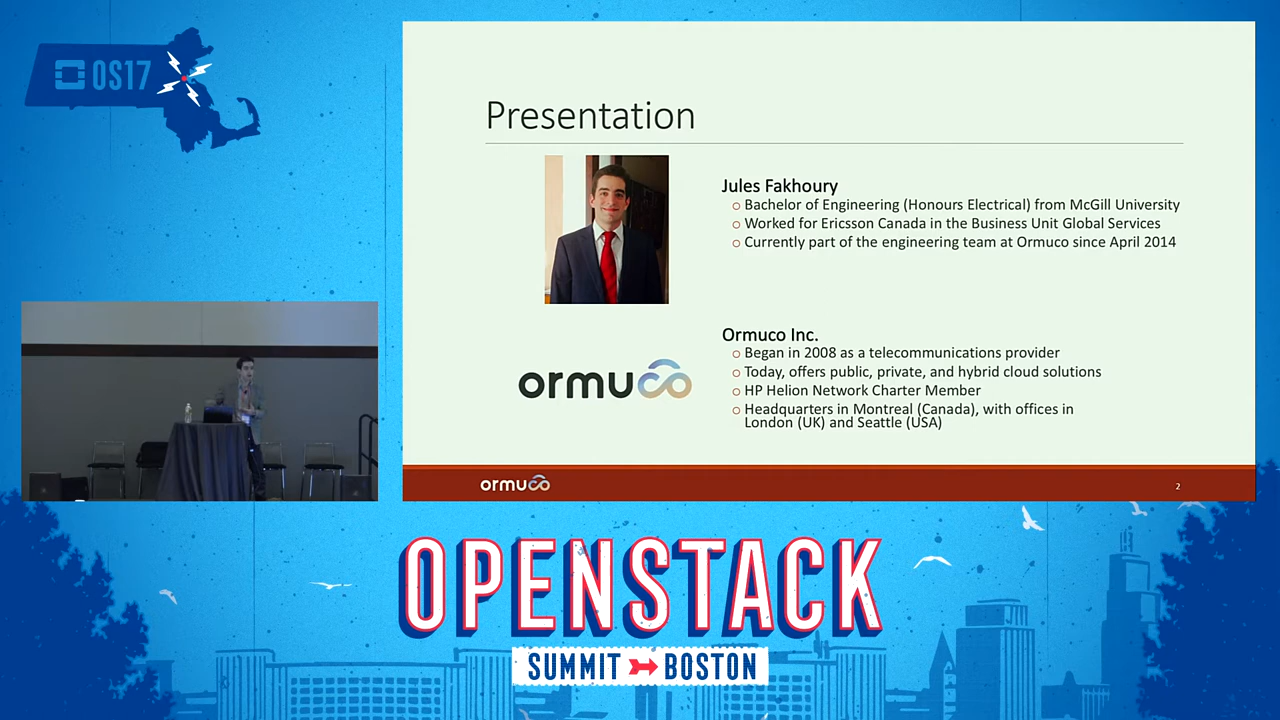 OS17
Presentation
Jules Fakhoury
Bachelor of Engineering (Honours Electrical) from McGill University
Worked for Ericsson Canada in the Business Unit Global Services
Currently part of the engineering team at Ormuco since April 2014
ormuco
Ormuco Inc.
Began in 2008 as a telecommunications provider
Today, offers public, private, and hybrid cloud solutions
HP Helion Network Charter Member
Headquarters in Montreal (Canada), with offices in
London (UK) and Seattle (USA)
ormuco
2
OPENSTACK
SUMMIT BOSTON